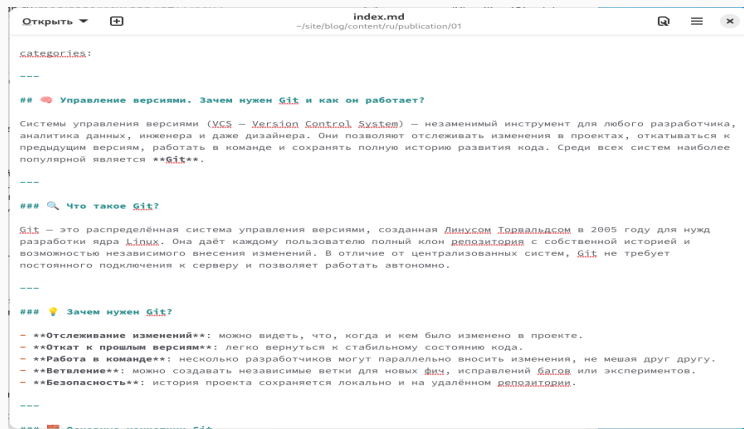 Открыть
index.md
~/site/blog/content/ru/publication/01
categories:
---
## 🧠 Управление версиями. Зачем нужен Git и как он работает?
Системы управления версиями (VCS — Version Control System) — незаменимый инструмент для любого разработчика,
аналитика данных, инженера и даже дизайнера. Они позволяют отслеживать изменения в проектах, откатываться к
предыдущим версиям, работать в команде и сохранять полную историю развития кода. Среди всех систем наиболее
популярной является **Git**.
---
### 🔍 Что такое Git?
Git — это распределённая система управления версиями, созданная Линусом Торвальдсом в 2005 году для нужд
разработки ядра Linux. Она даёт каждому пользователю полный клон репозитория с собственной историей и
возможностью независимого внесения изменений. В отличие от централизованных систем, Git не требует
постоянного подключения к серверу и позволяет работать автономно.
---
### 💡 Зачем нужен Git?
- **Отслеживание изменений**: можно видеть, что, когда и кем было изменено в проекте.
- **Откат к прошлым версиям**: легко вернуться к стабильному состоянию кода.
- **Работа в команде**: несколько разработчиков могут параллельно вносить изменения, не мешая друг другу.
- **Ветвление**: можно создавать независимые ветки для новых фич, исправлений багов или экспериментов.
- **Безопасность**: история проекта сохраняется локально и на удалённом репозитории.
---